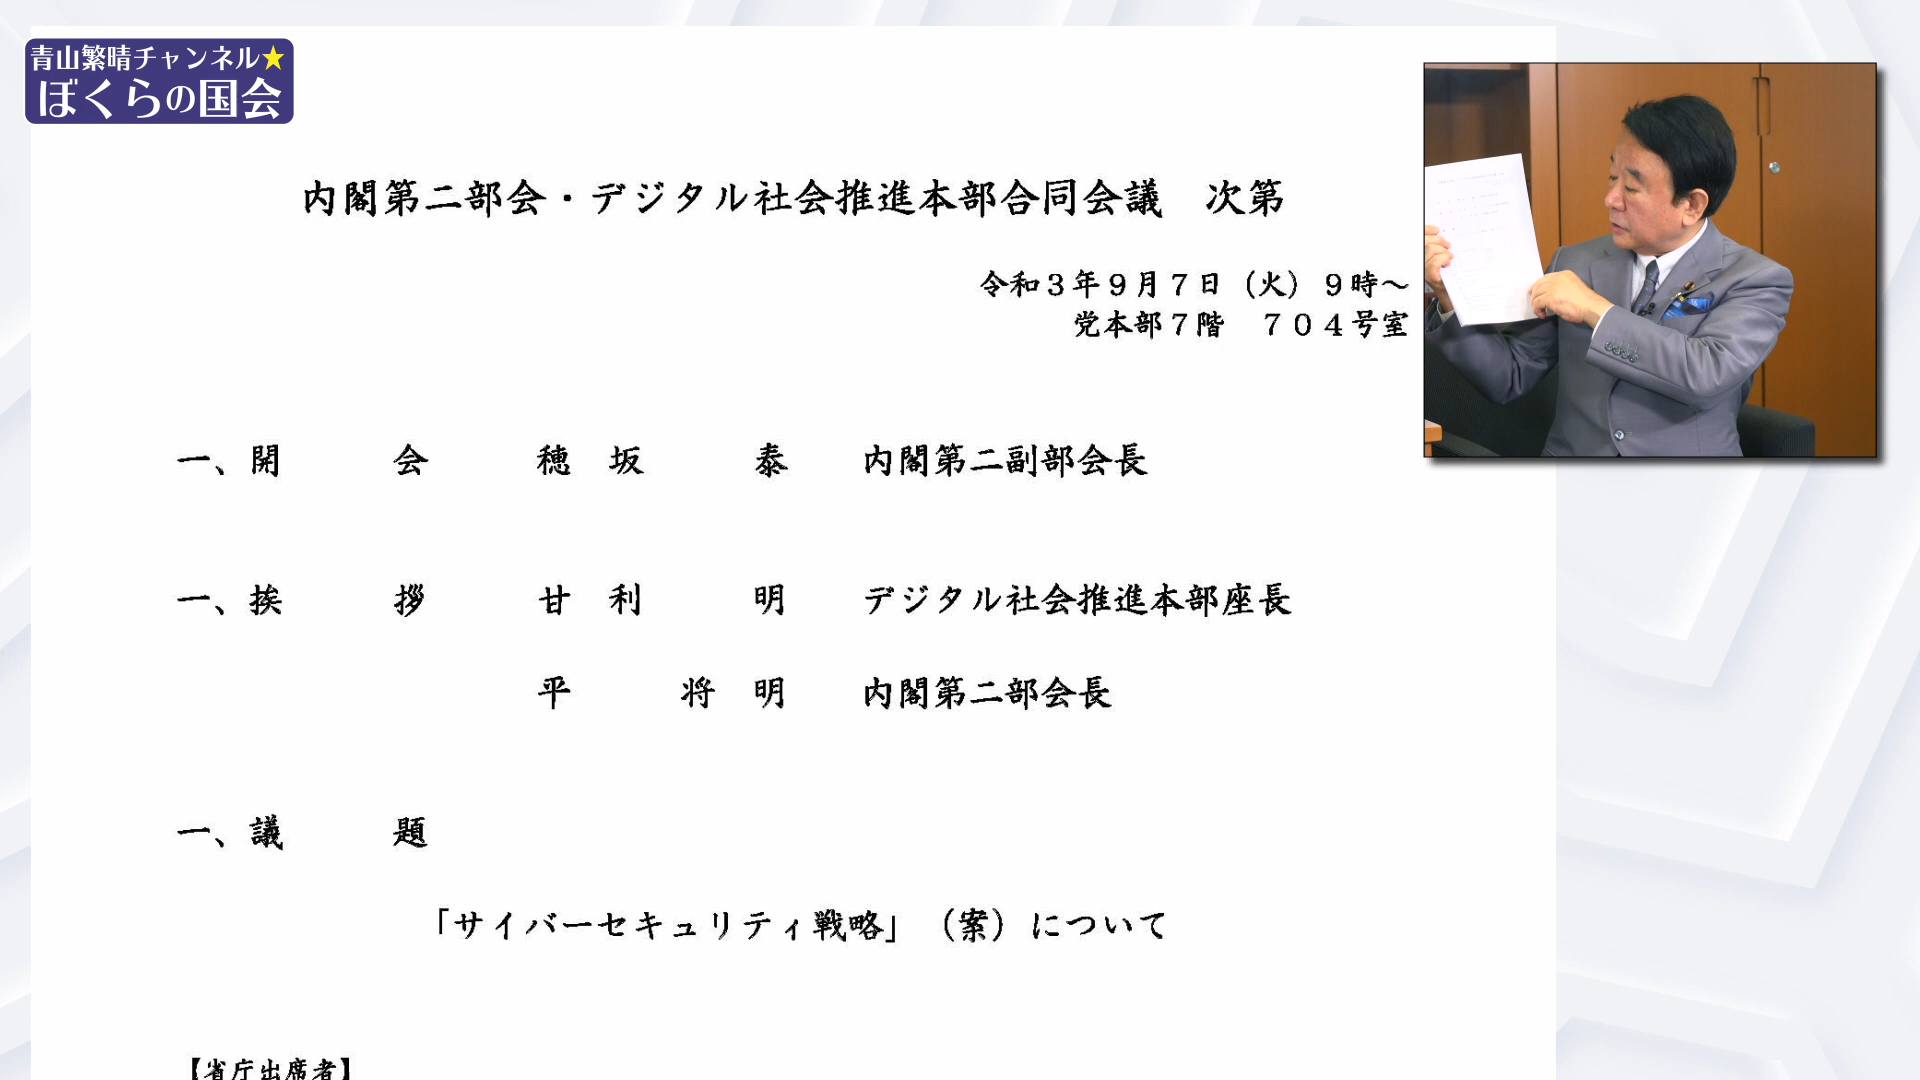 青山繁晴チャンネル★
ぼくらの国会
内閣第二部会・デジタル社会推進本部合同会議　次第
令和３年９月７日（火）９時～
党本部７階　７０４号室
一、開　会　穂坂　泰　内閣第二副部会長
一、挨　拶　甘利　明　デジタル社会推進本部座長
平　将明　内閣第二部会長
一、議　題
「サイバーセキュリティ戦略」（案）について
【省庁出席者】